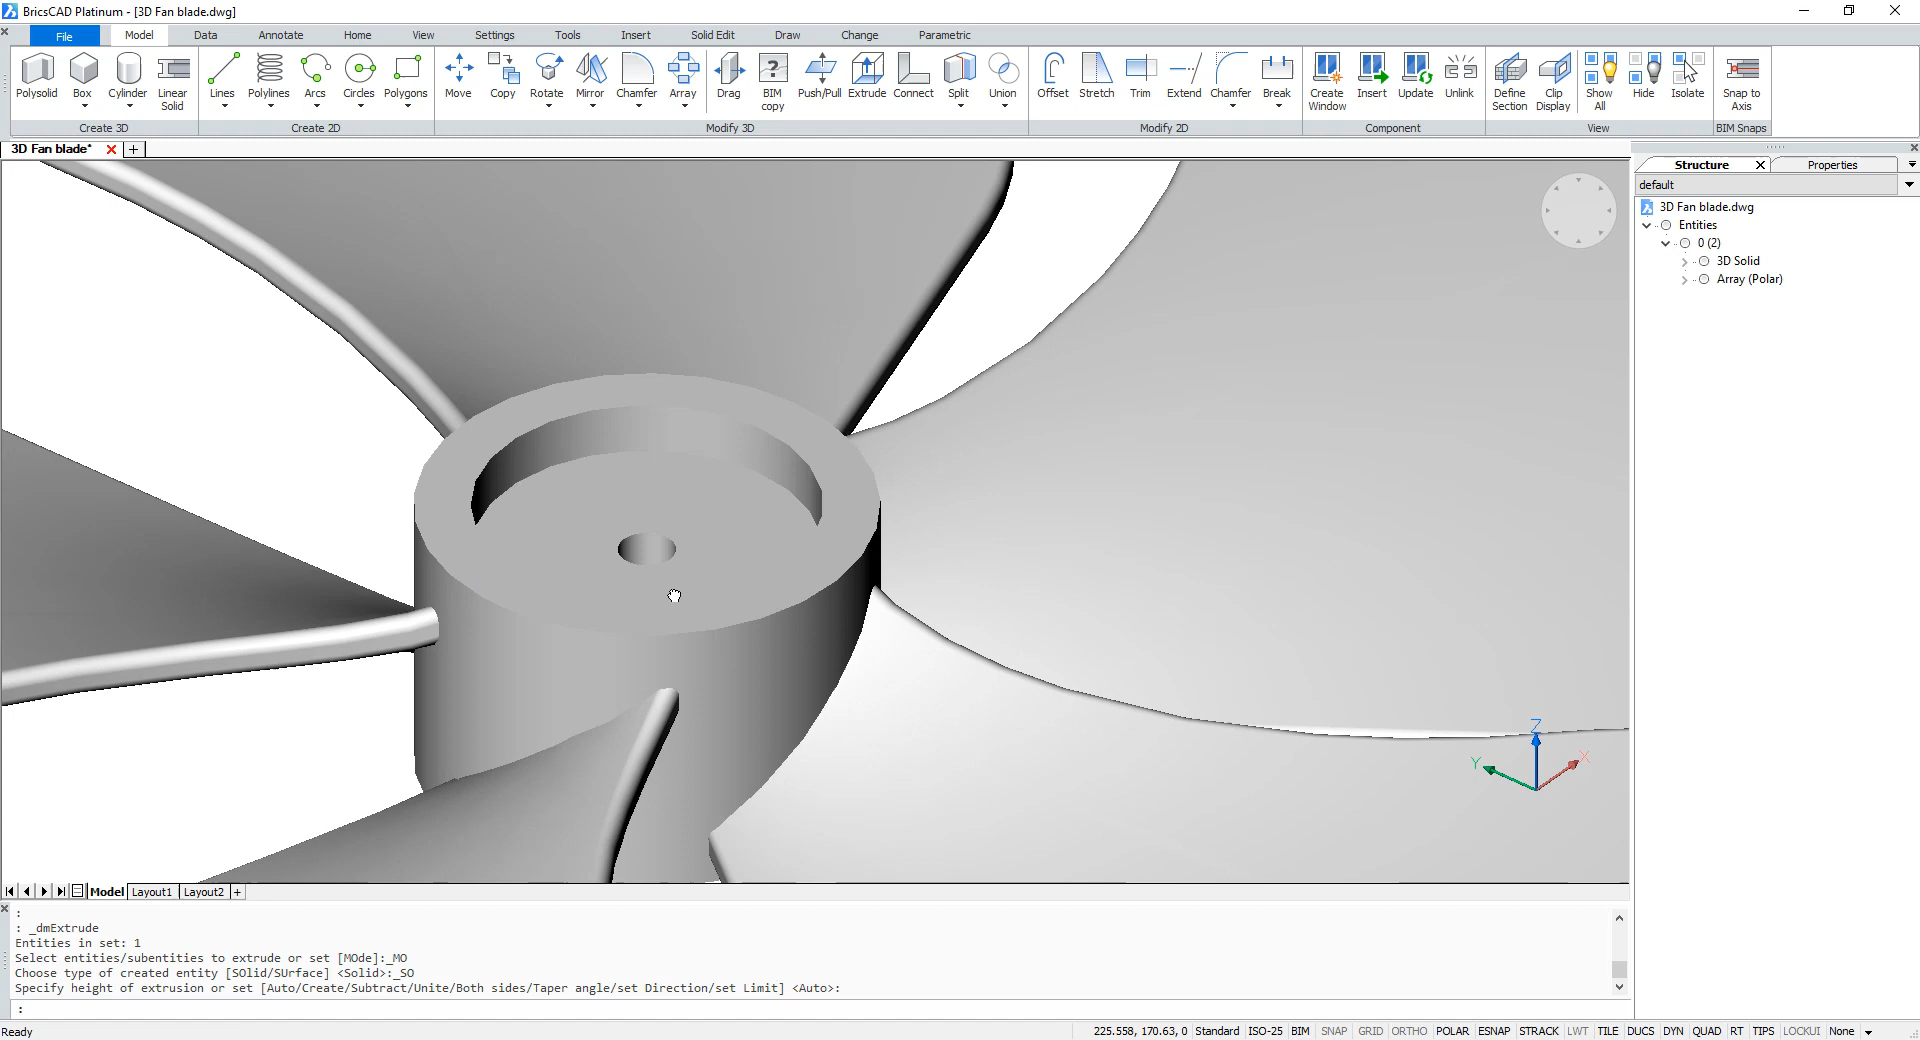 BricsCAD Platinum - [3D Fan blade.dwg]
File Model Data Annotate Home View Settings Tools Insert Solid Edit Draw Change Parametric
Polysolid Box Cylinder Linear Solid Lines Polylines Arcs Circles Polygons Move Copy Rotate Mirror Chamfer Array Drag BIM copy Push/Pull Extrude Connect Split Union Offset Stretch Trim Extend Chamfer Break Create Window Insert Update Unlink Define Section Clip Display Show All Hide Isolate Snap to Axis
Create 3D Create 2D Modify 3D Modify 2D Component View BIM Snaps
3D Fan blade*
Structure Properties
default
3D Fan blade.dwg
Entities
0 (2)
3D Solid
Array (Polar)
Z
Y X
Model Layout1 Layout2 +
:
: _dmExtrude
Entities in set: 1
Select entities/subentities to extrude or set [MOde]:_MO
Choose type of created entity [SOlid/SUrface] <Solid>:_SO
Specify height of extrusion or set [Auto/Create/Subtract/Unite/Both sides/Taper angle/set Direction/set Limit] <Auto>:
:
Ready 225.558, 170.63, 0 Standard ISO-25 BIM SNAP GRID ORTHO POLAR ESNAP STRACK LWT TILE DUCS DYN QUAD RT TIPS LOCKUI None